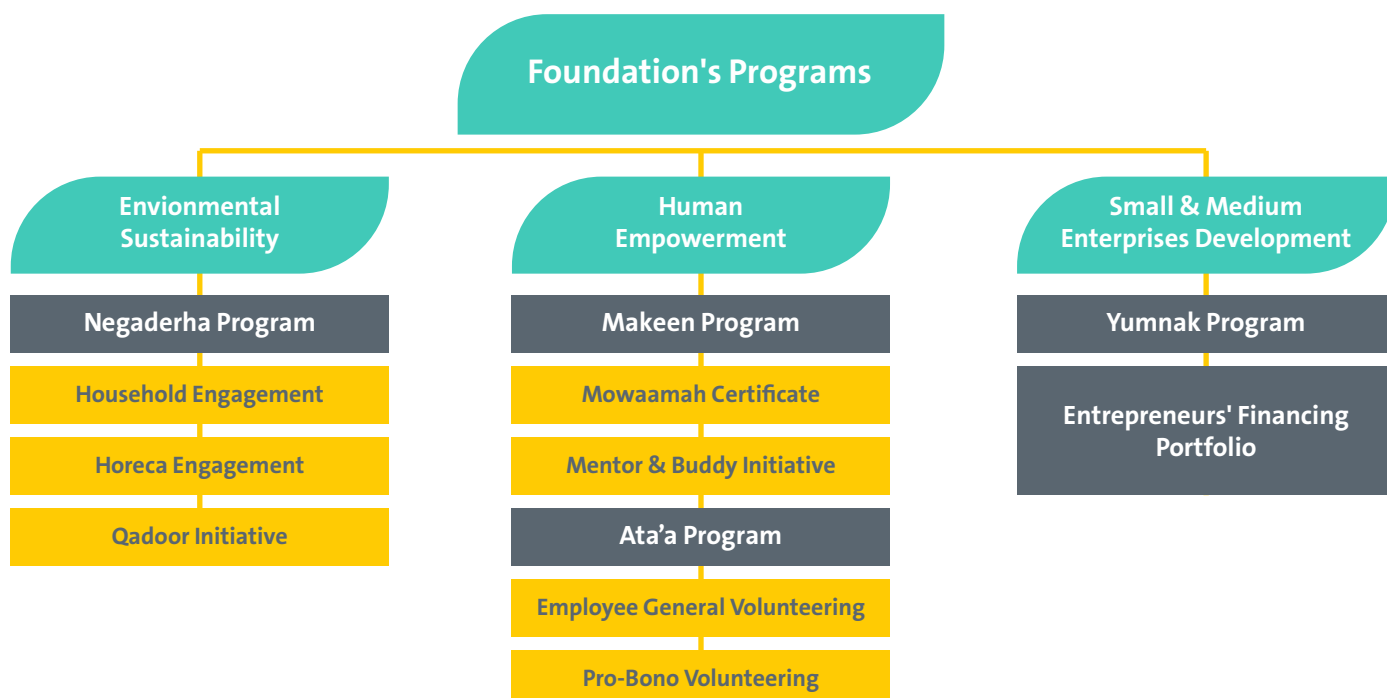 Foundation's Programs
Envionmental
Sustainability
Negaderha Program
Household Engagement
Horeca Engagement
Qadoor Initiative
Human
Empowerment
Makeen Program
Mowaamah Certificate
Mentor & Buddy Initiative
Ata’a Program
Employee General Volunteering
Pro-Bono Volunteering
Small & Medium
Enterprises Development
Yumnak Program
Entrepreneurs' Financing
Portfolio